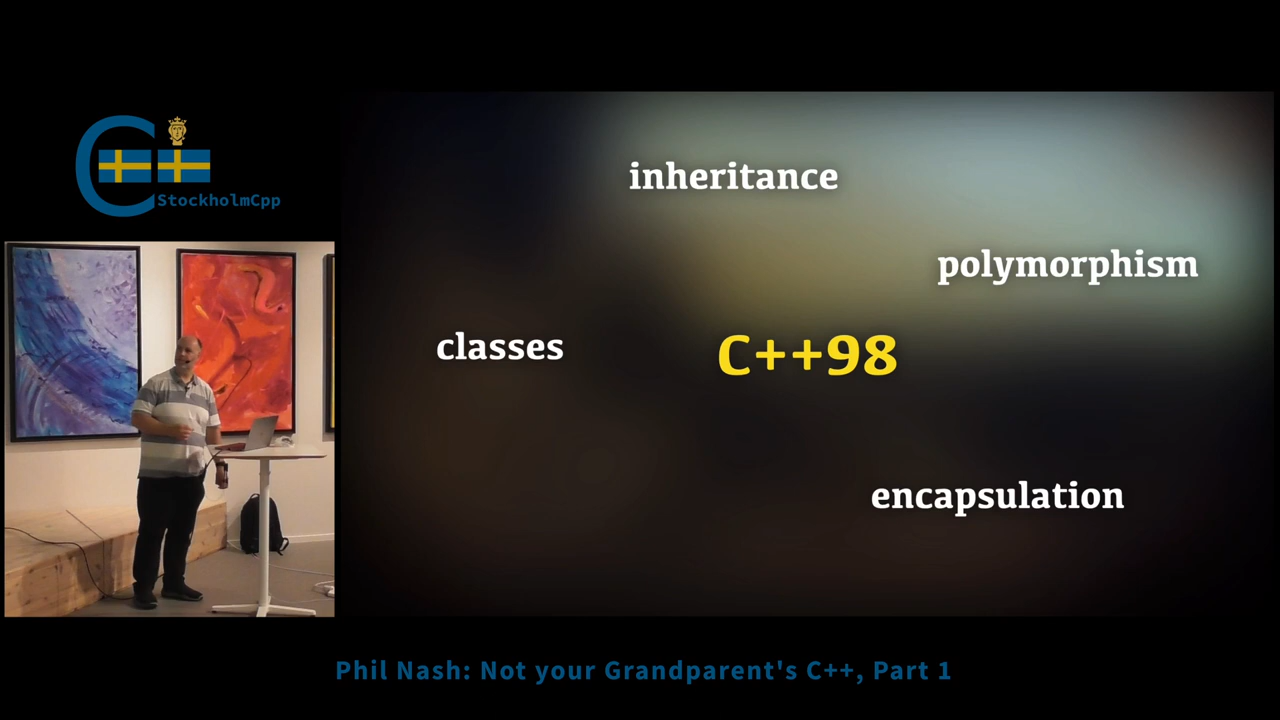 StockholmCpp
inheritance
polymorphism
classes
C++98
encapsulation
Phil Nash: Not your Grandparent's C++, Part 1